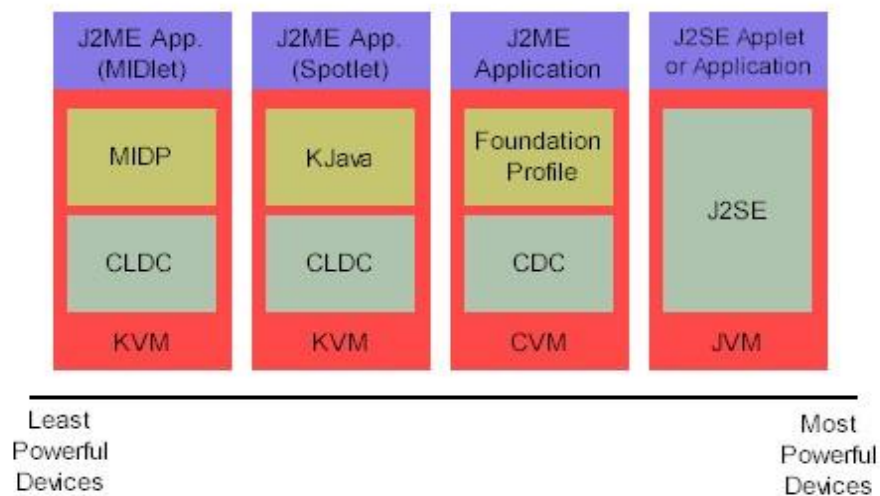 J2ME App.
(MIDlet)
MIDP
CLDC
KVM
J2ME App.
(Spotlet)
KJava
CLDC
KVM
J2ME
Application
Foundation
Profile
CDC
CVM
J2SE Applet
or Application
J2SE
JVM
Least
Powerful
Devices
Most
Powerful
Devices